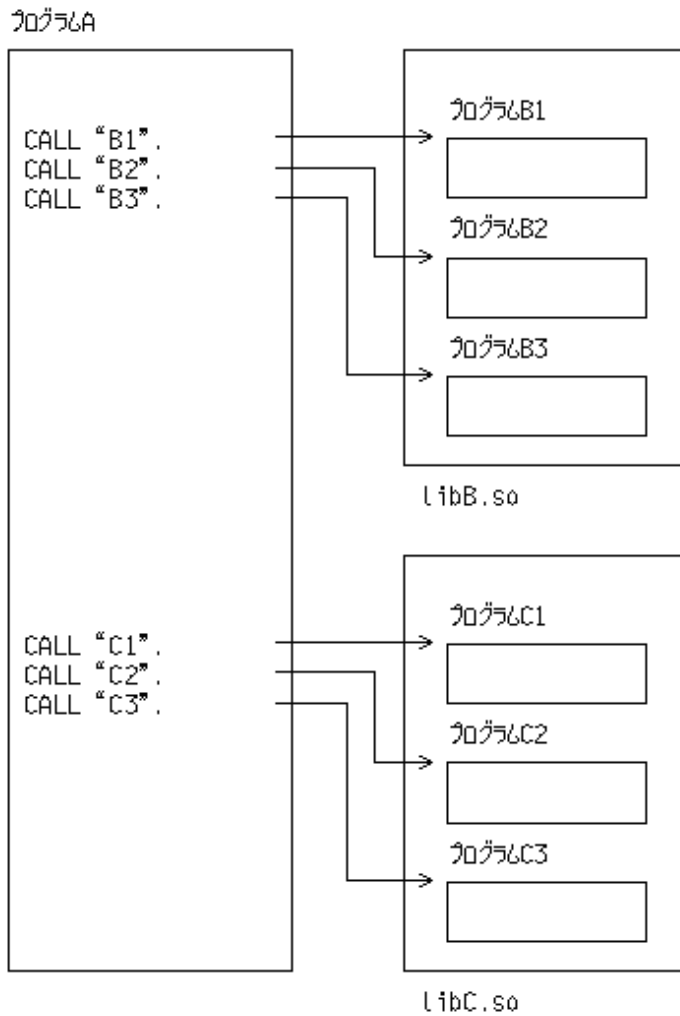 プログラムA
CALL “B1”.
CALL “B2”.
CALL “B3”.
プログラムB1
プログラムB2
プログラムB3
libB.so
CALL “C1”.
CALL “C2”.
CALL “C3”.
プログラムC1
プログラムC2
プログラムC3
libC.so